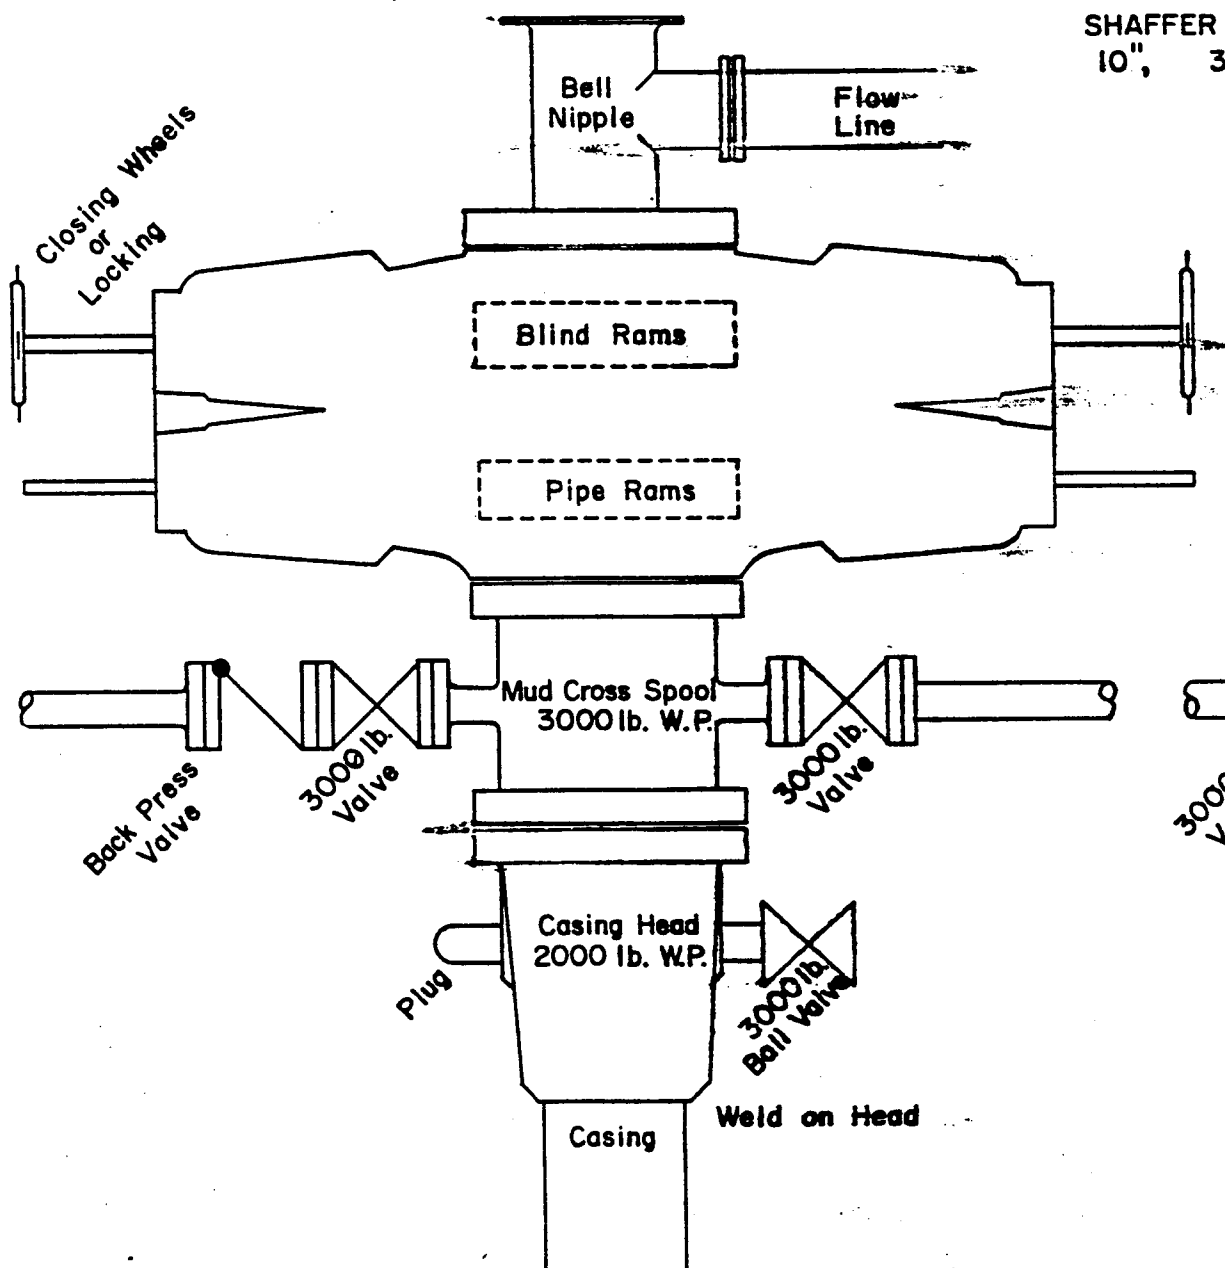 SHAFFER
10", 3
Bell
Nipple
Flow
Line
Closing Wheels
or
Locking
Blind Rams
Pipe Rams
Mud Cross Spool
3000 lb. W.P.
Back Press
Valve
3000 lb.
Valve
3000 lb.
Valve
3000
V
Casing Head
2000 lb. W.P.
Plug
3000 lb.
Ball Valve
Weld on Head
Casing